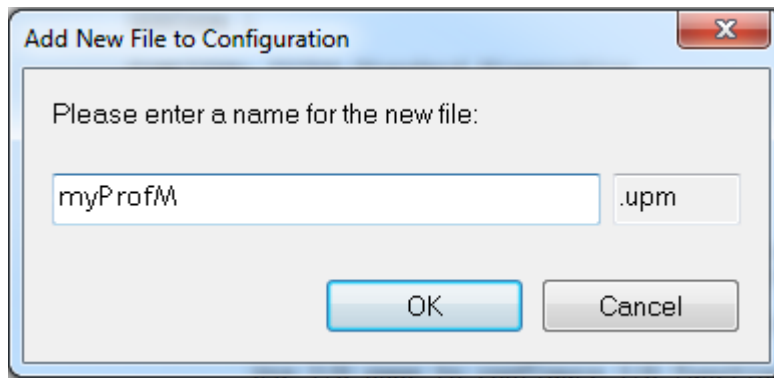 Add New File to Configuration
Please enter a name for the new file:
myProfM .upm
OK Cancel